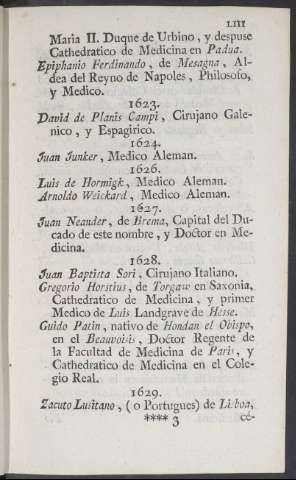 LIII
Maria II. Duque de Urbino, y despues
Cathedratico de Medicina en Padua.
Epiphanio Ferdinando, de Mesagna, Al-
dea del Reyno de Napoles, Philosofo,
y Medico.
1623.
David de Planis Campi, Cirujano Gale-
nico, y Espagirico.
1624.
Juan Junker, Medico Aleman.
1626.
Luis de Hormigk, Medico Aleman.
Arnoldo Weickard, Medico Aleman.
1627.
Juan Neander, de Brema, Capital del Du-
cado de este nombre, y Doctor en Me-
dicina.
1628.
Juan Baptista Sori, Cirujano Italiano.
Gregorio Horstius, de Torgaw en Saxonia,
Cathedratico de Medicina, y primer
Medico de Luis Landgrave de Hesse.
Guido Patin, nativo de Hondan el Obispo,
en el Beauvoisis, Doctor Regente de
la Facultad de Medicina de Paris, y
Cathedratico de Medicina en el Cole-
gio Real.
1629.
Zacuto Lusitano, (o Portugues) de Lisboa,
**** 3 cé-